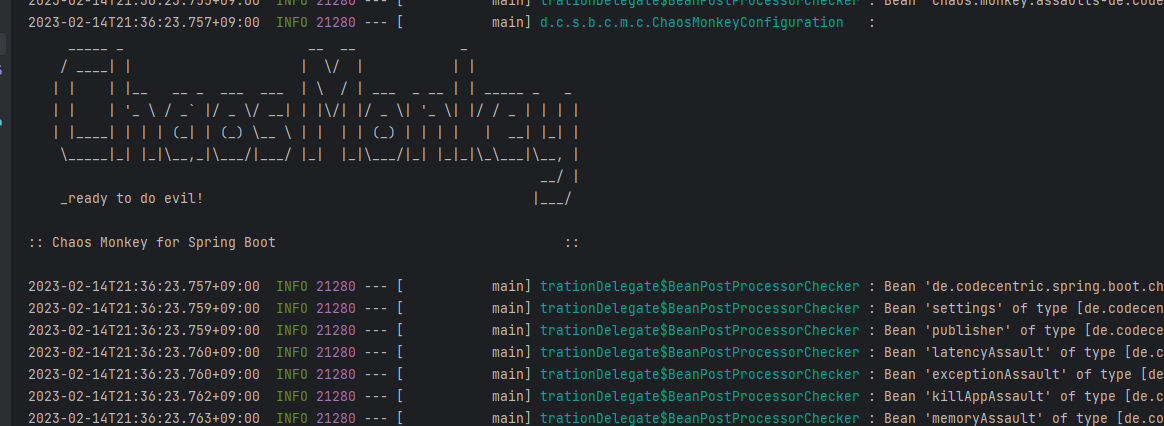 2023-02-14T21:36:23.755+09:00  INFO 21280 --- [           main] trationDelegate$BeanPostProcessorChecker : Bean 'chaos.monkey.assaults-de.codec
2023-02-14T21:36:23.757+09:00  INFO 21280 --- [           main] d.c.s.b.c.m.c.ChaosMonkeyConfiguration   :
Chaos Monkey
_ready to do evil!
:: Chaos Monkey for Spring Boot                                    ::
2023-02-14T21:36:23.757+09:00  INFO 21280 --- [           main] trationDelegate$BeanPostProcessorChecker : Bean 'de.codecentric.spring.boot.ch
2023-02-14T21:36:23.759+09:00  INFO 21280 --- [           main] trationDelegate$BeanPostProcessorChecker : Bean 'settings' of type [de.codecen
2023-02-14T21:36:23.759+09:00  INFO 21280 --- [           main] trationDelegate$BeanPostProcessorChecker : Bean 'publisher' of type [de.codece
2023-02-14T21:36:23.760+09:00  INFO 21280 --- [           main] trationDelegate$BeanPostProcessorChecker : Bean 'latencyAssault' of type [de.c
2023-02-14T21:36:23.760+09:00  INFO 21280 --- [           main] trationDelegate$BeanPostProcessorChecker : Bean 'exceptionAssault' of type [de
2023-02-14T21:36:23.762+09:00  INFO 21280 --- [           main] trationDelegate$BeanPostProcessorChecker : Bean 'killAppAssault' of type [de.c
2023-02-14T21:36:23.763+09:00  INFO 21280 --- [           main] trationDelegate$BeanPostProcessorChecker : Bean 'memoryAssault' of type [de.co